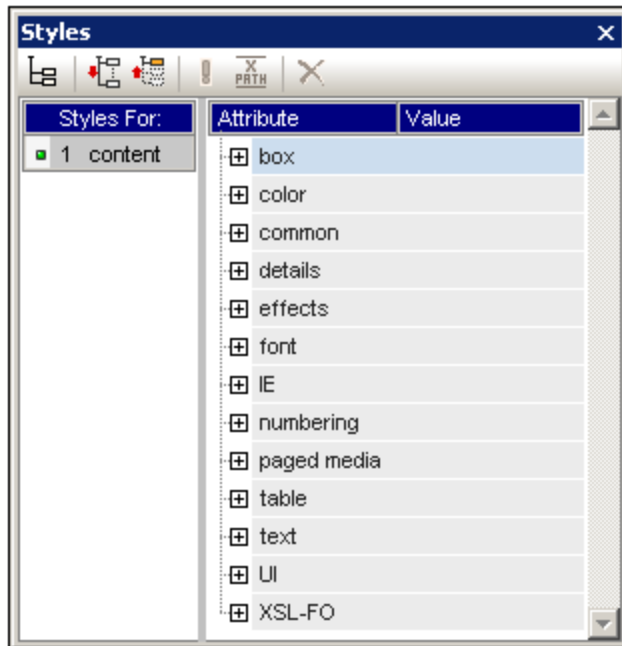 Styles
X PATH
Styles For:
Attribute Value
1 content
box
color
common
details
effects
font
IE
numbering
paged media
table
text
UI
XSL-FO